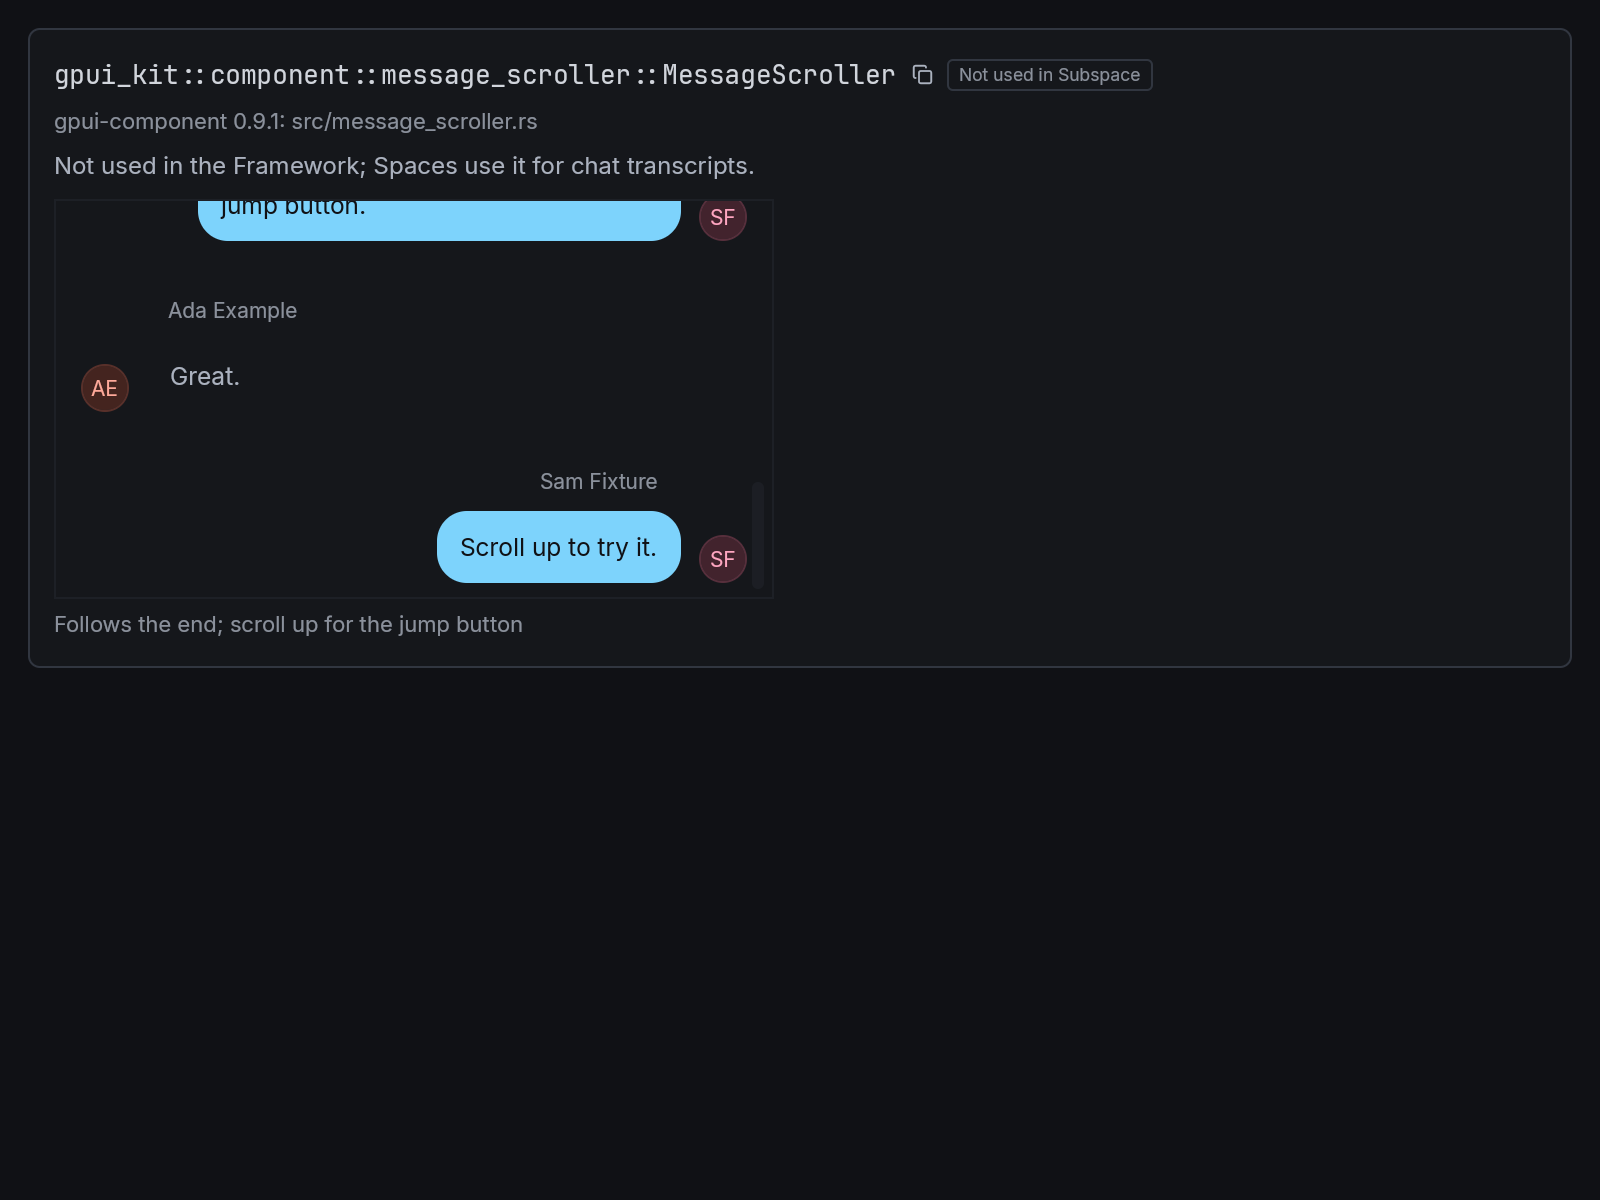 gpui_kit::component::message_scroller::MessageScroller
Not used in Subspace
gpui-component 0.9.1: src/message_scroller.rs
Not used in the Framework; Spaces use it for chat transcripts.
jump button.
SF
Ada Example
Great.
AE
Sam Fixture
Scroll up to try it.
SF
Follows the end; scroll up for the jump button